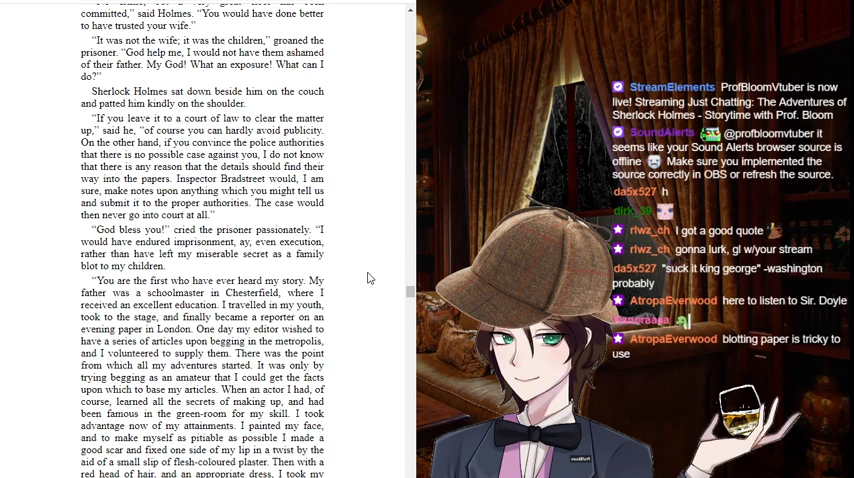 committed,” said Holmes. “You would have done better
to have trusted your wife.”
“It was not the wife; it was the children,” groaned the
prisoner. “God help me, I would not have them ashamed
of their father. My God! What an exposure! What can I
do?”
Sherlock Holmes sat down beside him on the couch
and patted him kindly on the shoulder.
“If you leave it to a court of law to clear the matter
up,” said he, “of course you can hardly avoid publicity.
On the other hand, if you convince the police authorities
that there is no possible case against you, I do not know
that there is any reason that the details should find their
way into the papers. Inspector Bradstreet would, I am
sure, make notes upon anything which you might tell us
and submit it to the proper authorities. The case would
then never go into court at all.”
“God bless you!” cried the prisoner passionately. “I
would have endured imprisonment, ay, even execution,
rather than have left my miserable secret as a family
blot to my children.
“You are the first who have ever heard my story. My
father was a schoolmaster in Chesterfield, where I
received an excellent education. I travelled in my youth,
took to the stage, and finally became a reporter on an
evening paper in London. One day my editor wished to
have a series of articles upon begging in the metropolis,
and I volunteered to supply them. There was the point
from which all my adventures started. It was only by
trying begging as an amateur that I could get the facts
upon which to base my articles. When an actor I had, of
course, learned all the secrets of making up, and had
been famous in the green-room for my skill. I took
advantage now of my attainments. I painted my face,
and to make myself as pitiable as possible I made a
good scar and fixed one side of my lip in a twist by the
aid of a small slip of flesh-coloured plaster. Then with a
red head of hair, and an appropriate dress, I took my
StreamElements ProfBloomVtuber is now
live! Streaming Just Chatting: The Adventures of
Sherlock Holmes - Storytime with Prof. Bloom
SoundAlerts @profbloomvtuber it
seems like your Sound Alerts browser source is
offline Make sure you implemented the
source correctly in OBS or refresh the source.
da5x527 h
dirk_39
rlwz_ch I got a good quote
rlwz_ch gonna lurk, gl w/your stream
da5x527 "suck it king george" -washington
probably
AtropaEverwood here to listen to Sir. Doyle
AtropaEverwood blotting paper is tricky to
use